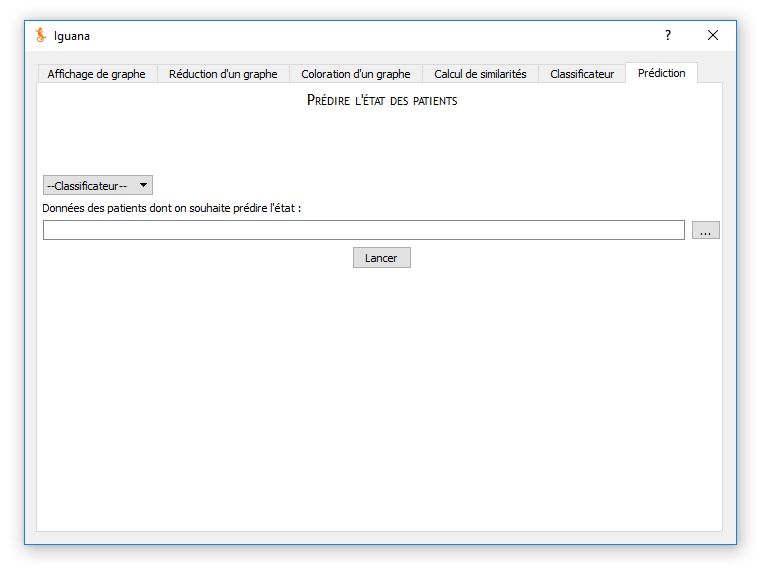 Iguana
?
Affichage de graphe Réduction d'un graphe Coloration d'un graphe Calcul de similarités Classificateur Prédiction
Prédire l'état des patients
--Classificateur--
Données des patients dont on souhaite prédire l'état :
...
Lancer